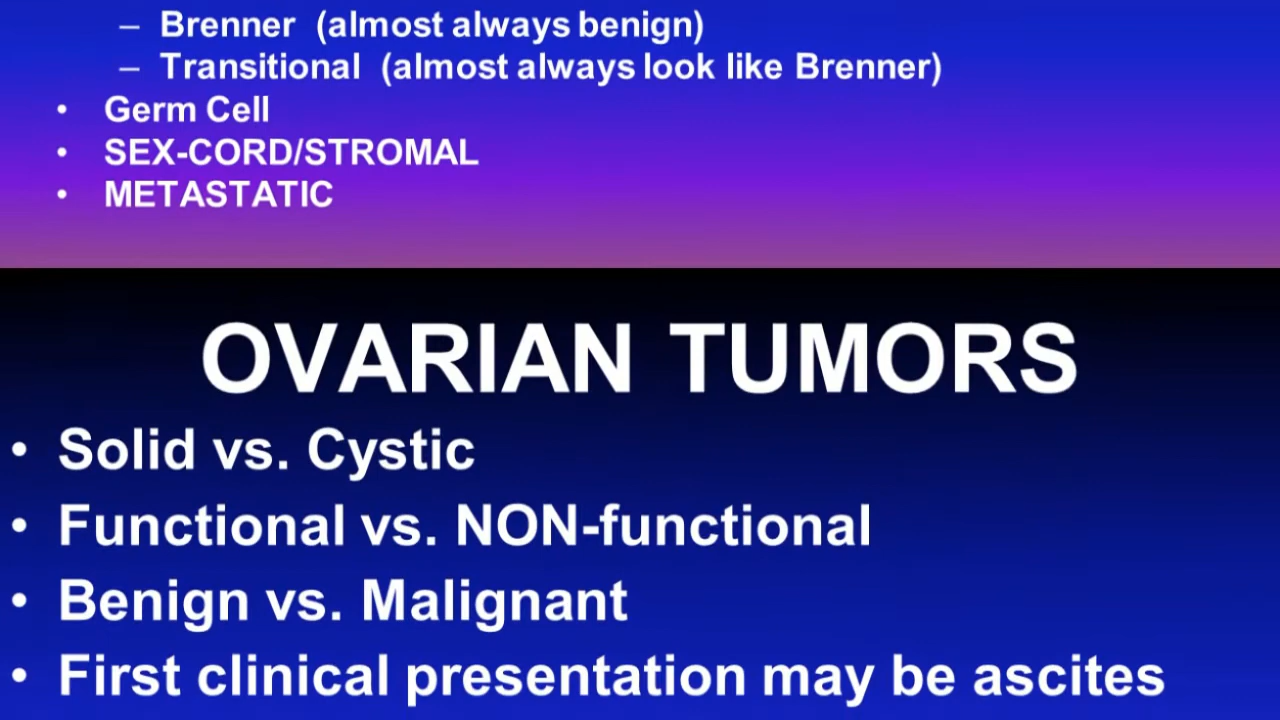 – Brenner (almost always benign)
– Transitional (almost always look like Brenner)
• Germ Cell
• SEX-CORD/STROMAL
• METASTATIC
OVARIAN TUMORS
• Solid vs. Cystic
• Functional vs. NON-functional
• Benign vs. Malignant
• First clinical presentation may be ascites